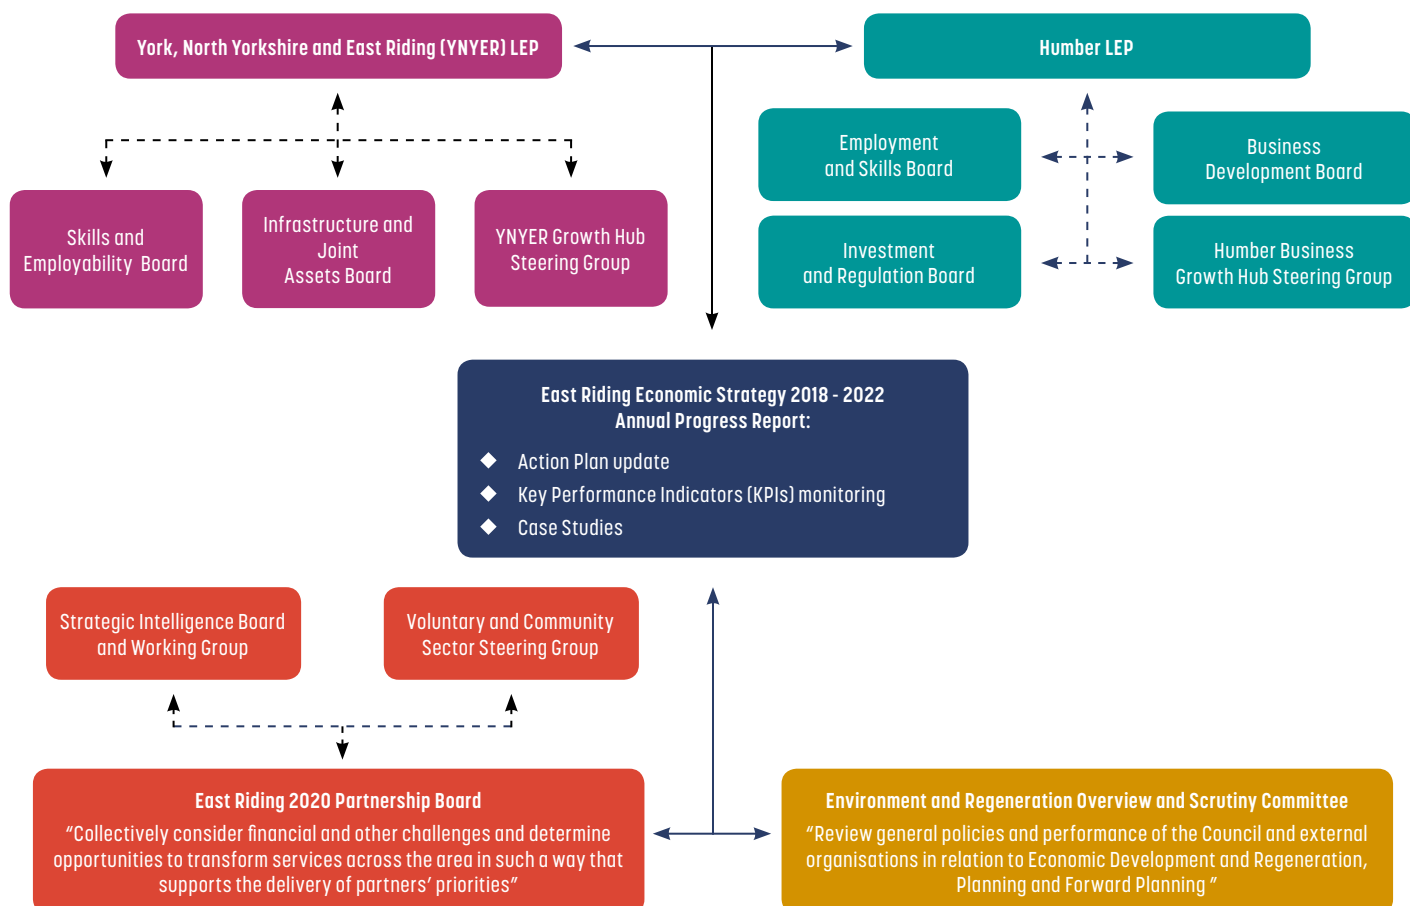 York, North Yorkshire and East Riding (YNYER) LEP
Humber LEP
Employment
and Skills Board
Business
Development Board
Skills and
Employability Board
Infrastructure and
Joint
Assets Board
YNYER Growth Hub
Steering Group
Investment
and Regulation Board
Humber Business
Growth Hub Steering Group
East Riding Economic Strategy 2018 - 2022
Annual Progress Report:
Action Plan update
Key Performance Indicators (KPIs) monitoring
Case Studies
Strategic Intelligence Board
and Working Group
Voluntary and Community
Sector Steering Group
East Riding 2020 Partnership Board
“Collectively consider financial and other challenges and determine
opportunities to transform services across the area in such a way that
supports the delivery of partners’ priorities”
Environment and Regeneration Overview and Scrutiny Committee
“Review general policies and performance of the Council and external
organisations in relation to Economic Development and Regeneration,
Planning and Forward Planning ”